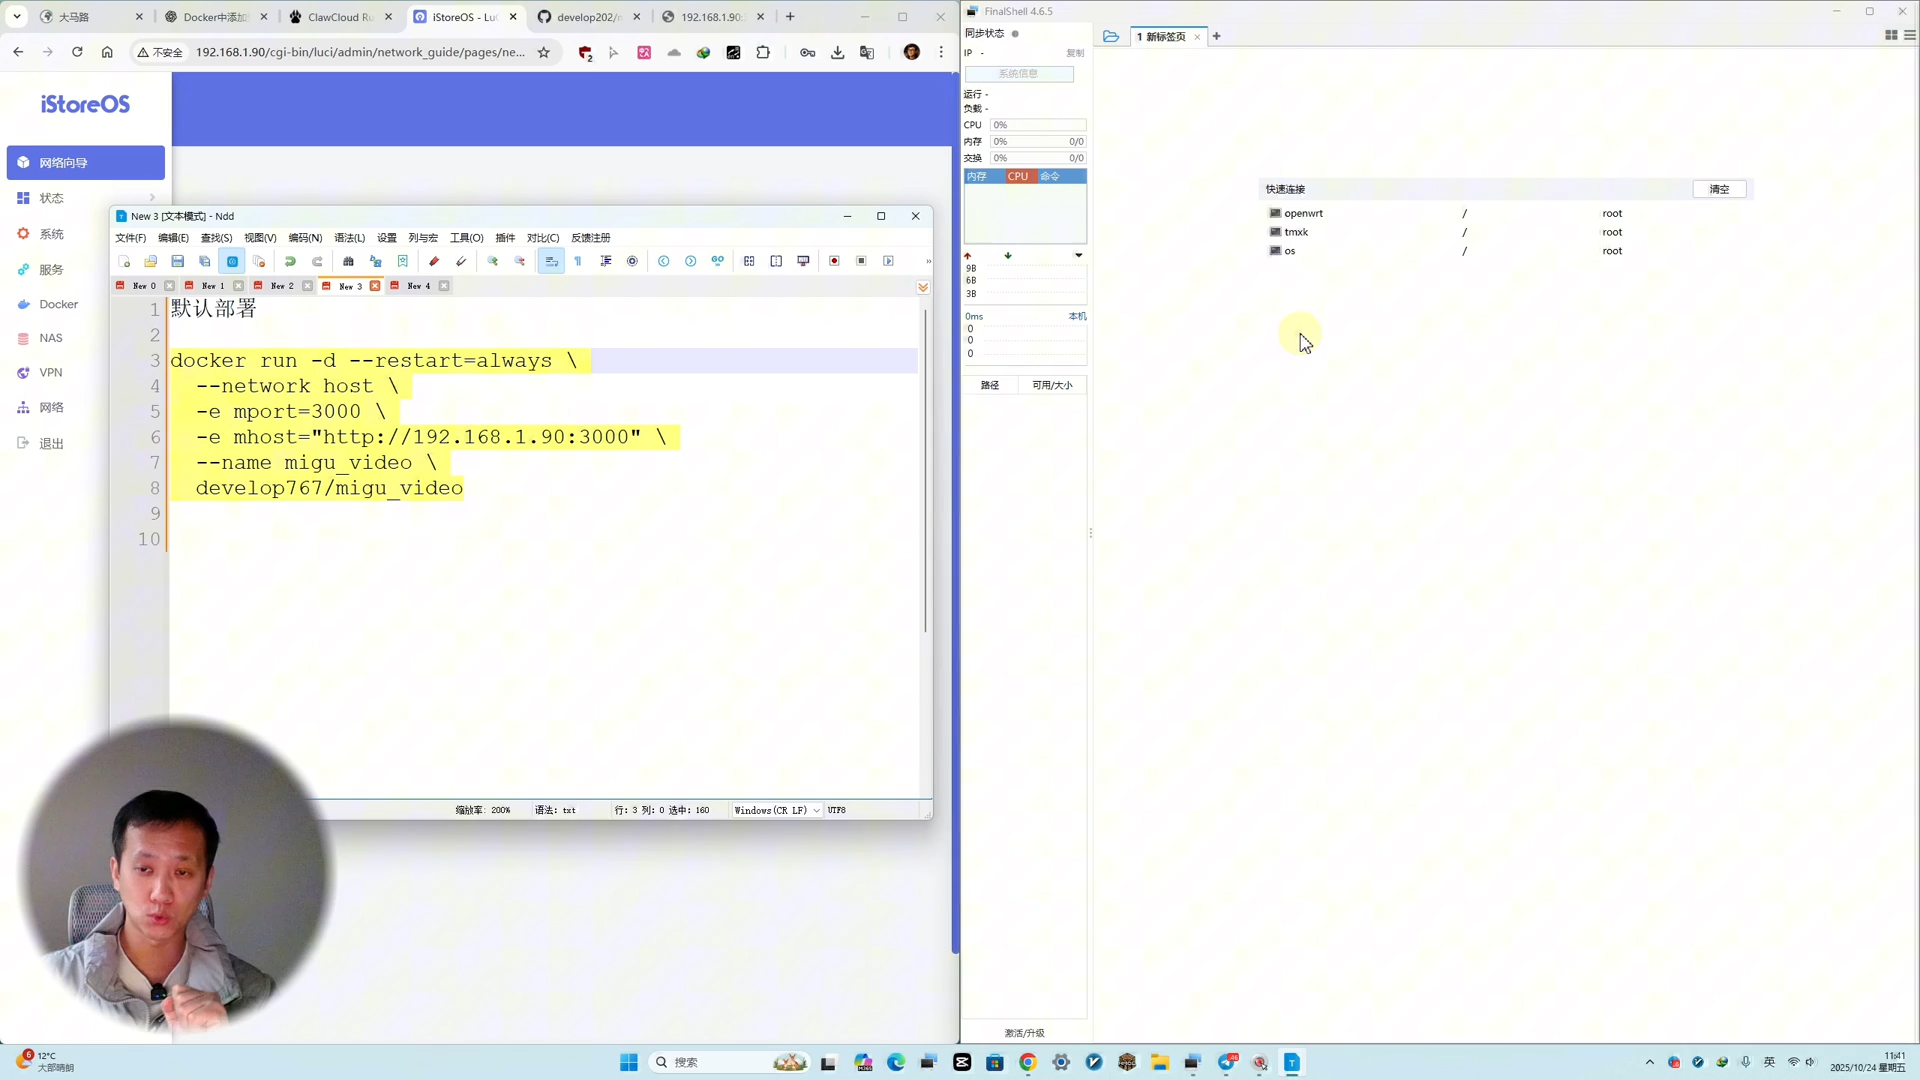 大马路
Docker中添加
ClawCloud Ru
iStoreOS - LuC
develop202/
192.168.1.90:
不安全
192.168.1.90/cgi-bin/luci/admin/network_guide/pages/ne...
iStoreOS
网络向导
状态
系统
服务
Docker
NAS
VPN
网络
退出
New 3 [文本模式] - Ndd
文件(F) 编辑(E) 查找(S) 视图(V) 编码(N) 语法(L) 设置 列与宏 工具(O) 插件 对比(C) 反馈注册
New 0 New 1 New 2 New 3 New 4
1 默认部署
2
3 docker run -d --restart=always \
4 --network host \
5 -e mport=3000 \
6 -e mhost="http://192.168.1.90:3000" \
7 --name migu_video \
8 develop767/migu_video
9
10
缩放率: 200% 语法: txt 行: 3 列: 0 选中: 160 Windows(CR LF) UTF8
FinalShell 4.6.5
同步状态
IP - 复制
系统信息
运行 -
负载 -
CPU 0%
内存 0% 0/0
交换 0% 0/0
内存 CPU 命令
9B
6B
3B
0ms 本机
0
0
0
路径 可用/大小
激活/升级
1 新标签页
快速连接 清空
openwrt / root
tmxk / root
os / root
6
12°C
大部晴朗
搜索
英
11:41
2025/10/24 星期五